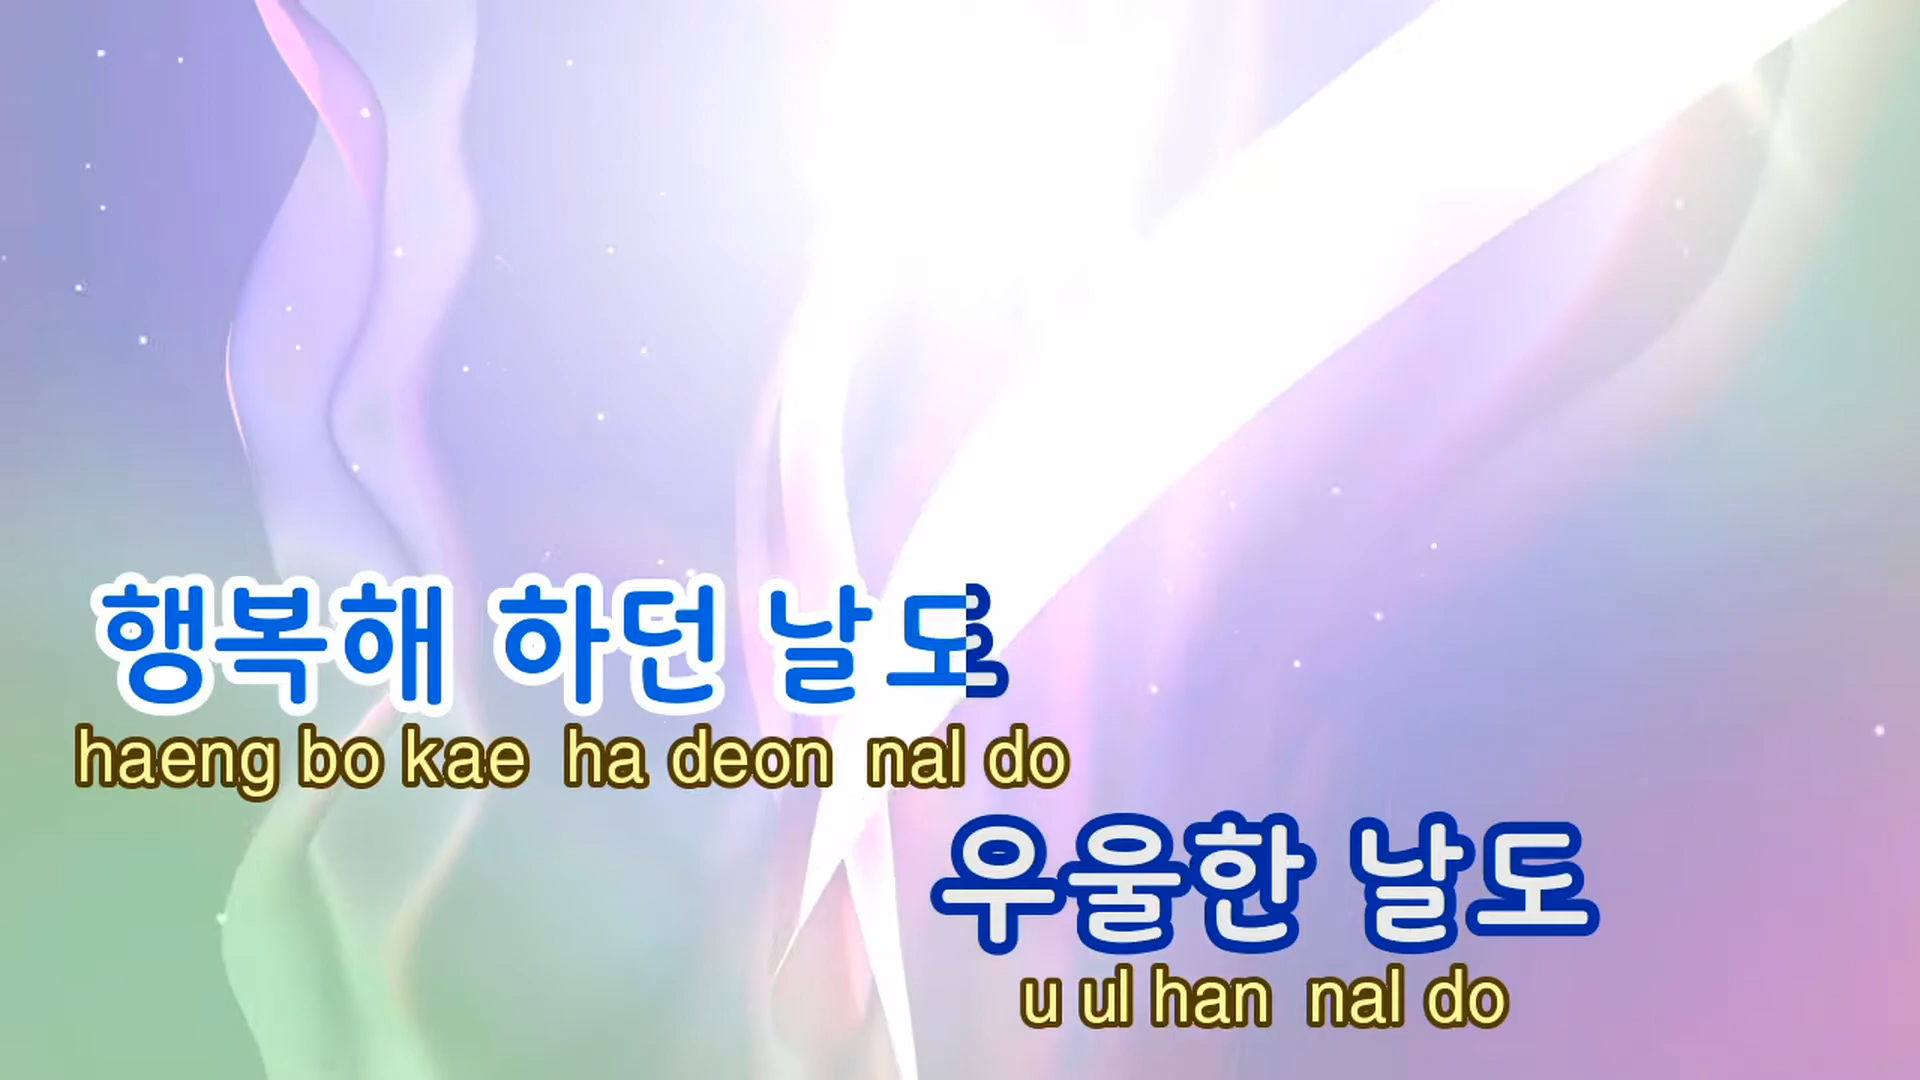 행복해 하던 날도
haeng bo kae ha deon nal do
우울한 날도
u ul han nal do